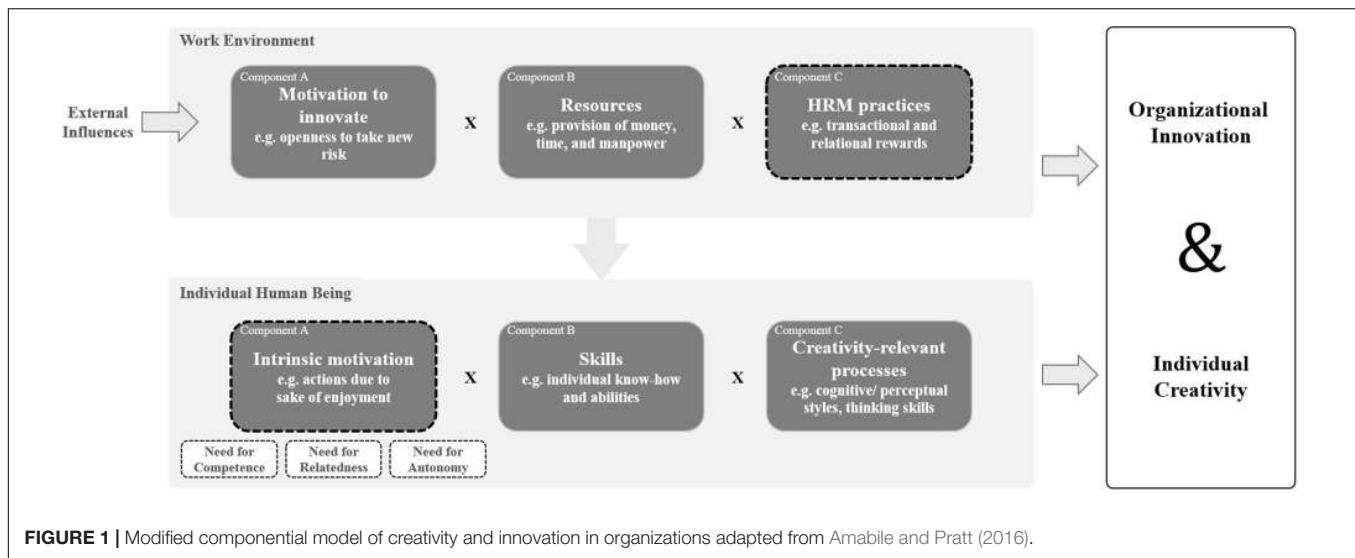 Work Environment
External
Influences
Component A
Motivation to
innovate
e.g. openness to take new
risk
X
Component B
Resources
e.g. provision of money,
time, and manpower
X
Component C
HRM practices
e.g. transactional and
relational rewards
Individual Human Being
Component A
Intrinsic motivation
e.g. actions due to
sake of enjoyment
X
Component B
Skills
e.g. individual know-how
and abilities
X
Component C
Creativity-relevant
processes
e.g. cognitive/ perceptual
styles, thinking skills
Need for
Competence
Need for
Relatedness
Need for
Autonomy
Organizational
Innovation
&
Individual
Creativity
FIGURE 1 | Modified componential model of creativity and innovation in organizations adapted from Amabile and Pratt (2016).